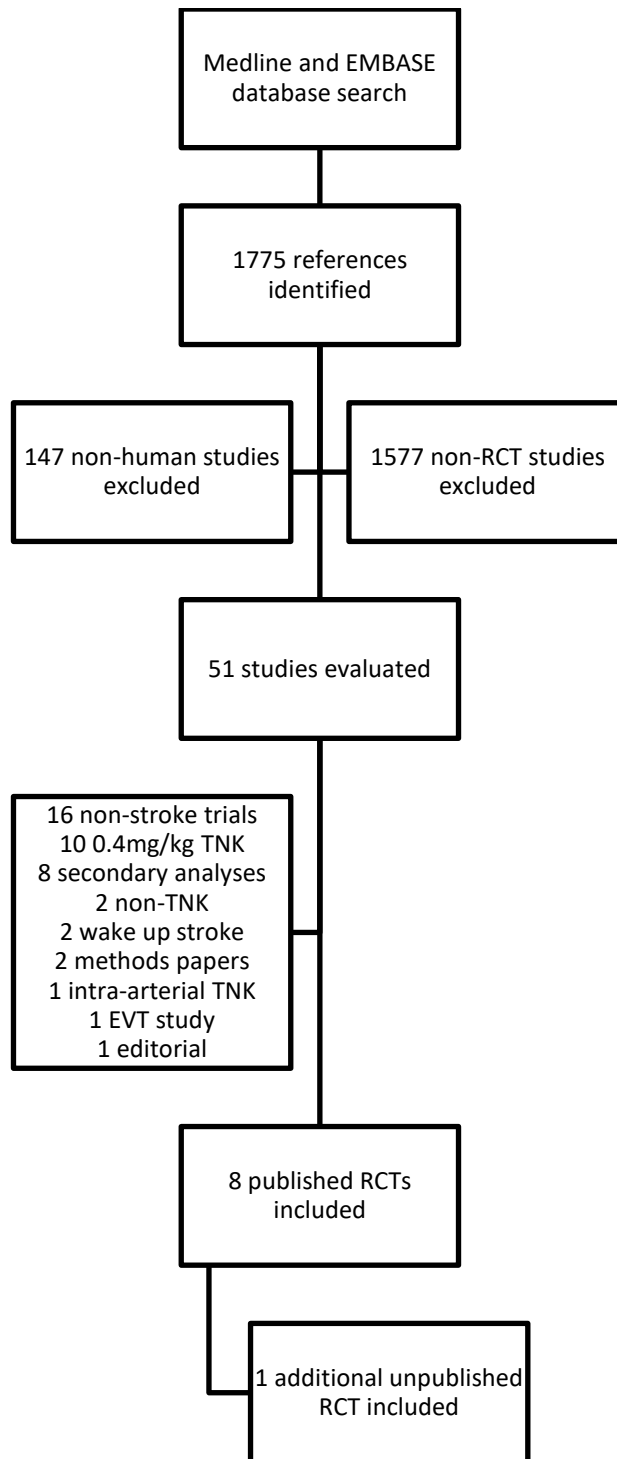 Medline and EMBASE
database search
1775 references
identified
147 non-human studies
excluded
1577 non-RCT studies
excluded
51 studies evaluated
16 non-stroke trials
10 0.4mg/kg TNK
8 secondary analyses
2 non-TNK
2 wake up stroke
2 methods papers
1 intra-arterial TNK
1 EVT study
1 editorial
8 published RCTs
included
1 additional unpublished
RCT included